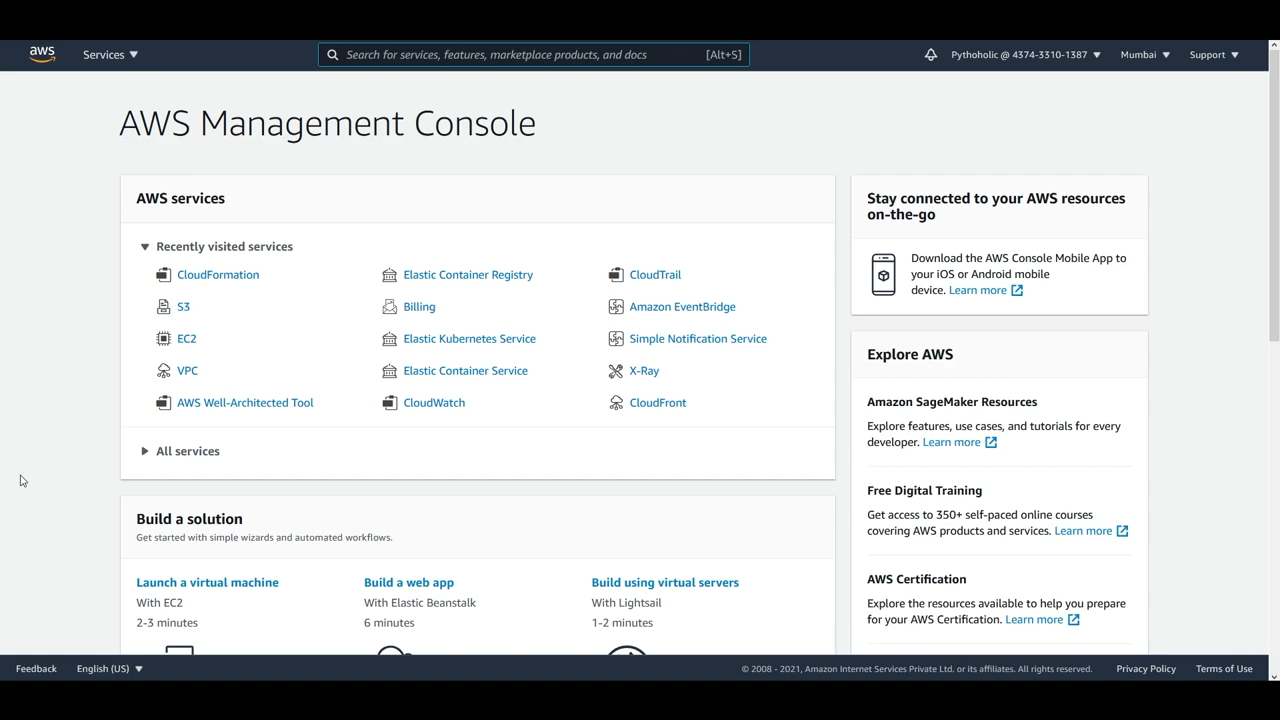 aws
Services
Search for services, features, marketplace products, and docs
[Alt+S]
Pythoholic @ 4374-3310-1387
Mumbai
Support
AWS Management Console
AWS services
Recently visited services
CloudFormation
Elastic Container Registry
CloudTrail
S3
Billing
Amazon EventBridge
EC2
Elastic Kubernetes Service
Simple Notification Service
VPC
Elastic Container Service
X-Ray
AWS Well-Architected Tool
CloudWatch
CloudFront
All services
Build a solution
Get started with simple wizards and automated workflows.
Launch a virtual machine
With EC2
2-3 minutes
Build a web app
With Elastic Beanstalk
6 minutes
Build using virtual servers
With Lightsail
1-2 minutes
Stay connected to your AWS resources
on-the-go
Download the AWS Console Mobile App to
your iOS or Android mobile
device. Learn more
Explore AWS
Amazon SageMaker Resources
Explore features, use cases, and tutorials for every
developer. Learn more
Free Digital Training
Get access to 350+ self-paced online courses
covering AWS products and services. Learn more
AWS Certification
Explore the resources available to help you prepare
for your AWS Certification. Learn more
Feedback
English (US)
© 2008 - 2021, Amazon Internet Services Private Ltd. or its affiliates. All rights reserved.
Privacy Policy
Terms of Use